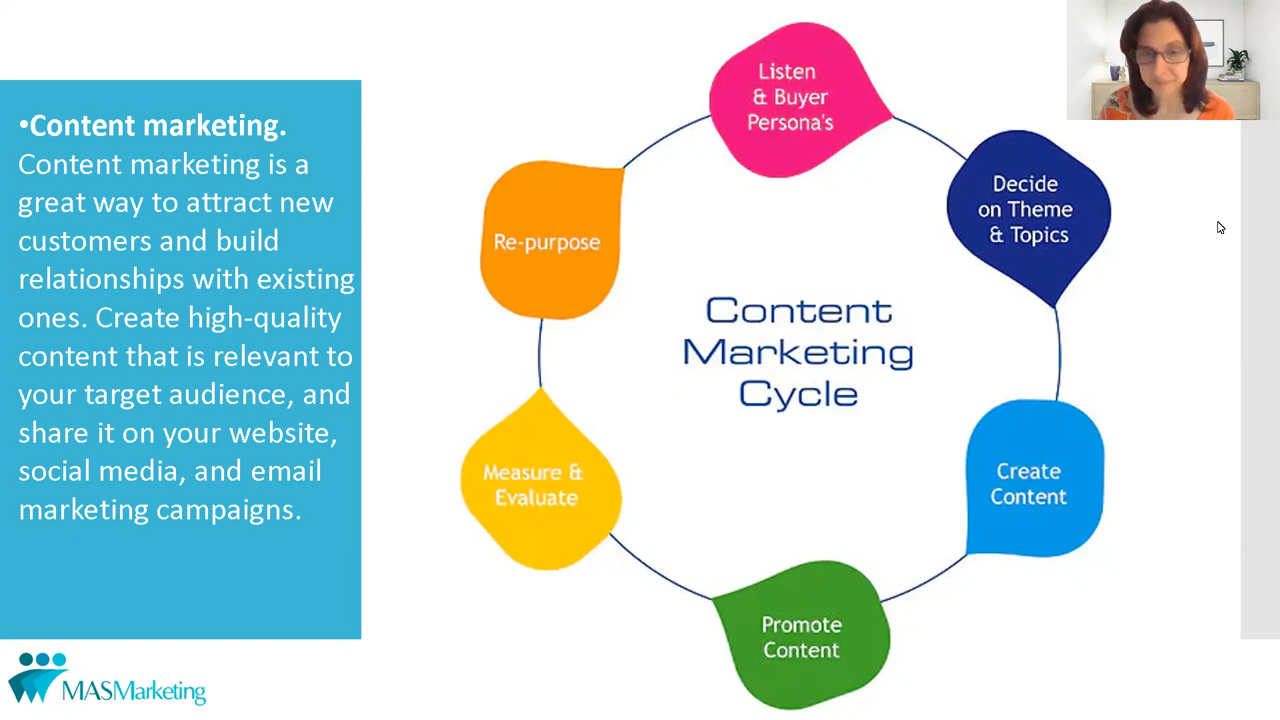 •Content marketing.
Content marketing is a
great way to attract new
customers and build
relationships with existing
ones. Create high-quality
content that is relevant to
your target audience, and
share it on your website,
social media, and email
marketing campaigns.
MASMarketing
Content
Marketing
Cycle
Listen
& Buyer
Persona's
Decide
on Theme
& Topics
Create
Content
Promote
Content
Measure &
Evaluate
Re-purpose